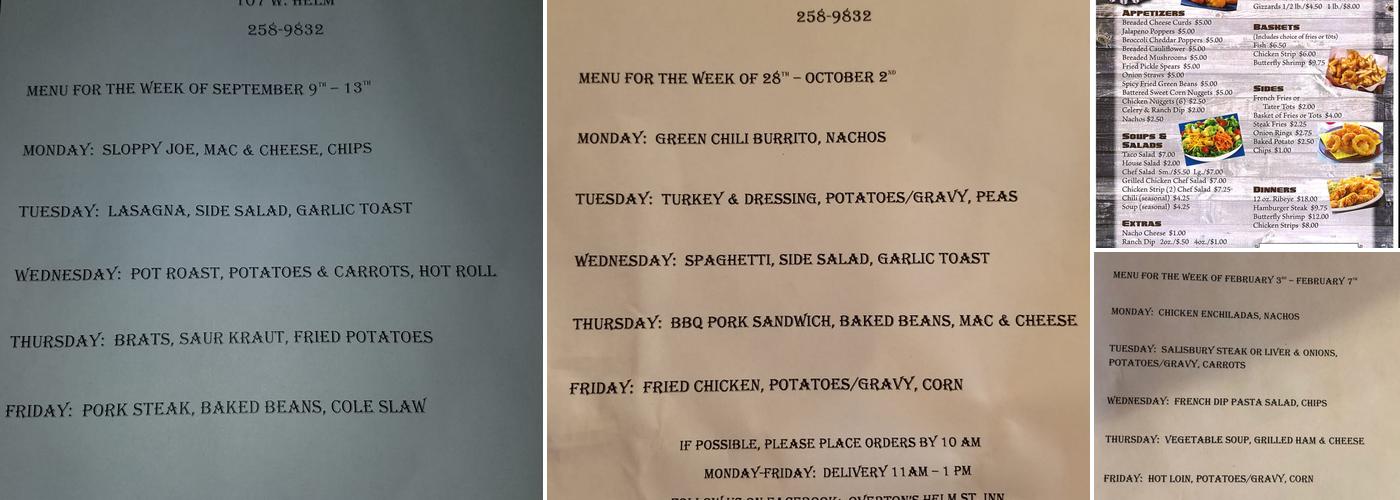 107 W. HELM
258-9832
MENU FOR THE WEEK OF SEPTEMBER 9TH – 13TH
MONDAY: SLOPPY JOE, MAC & CHEESE, CHIPS
TUESDAY: LASAGNA, SIDE SALAD, GARLIC TOAST
WEDNESDAY: POT ROAST, POTATOES & CARROTS, HOT ROLL
THURSDAY: BRATS, SAUR KRAUT, FRIED POTATOES
FRIDAY: PORK STEAK, BAKED BEANS, COLE SLAW
258-9832
MENU FOR THE WEEK OF 28TH – OCTOBER 2ND
MONDAY: GREEN CHILI BURRITO, NACHOS
TUESDAY: TURKEY & DRESSING, POTATOES/GRAVY, PEAS
WEDNESDAY: SPAGHETTI, SIDE SALAD, GARLIC TOAST
THURSDAY: BBQ PORK SANDWICH, BAKED BEANS, MAC & CHEESE
FRIDAY: FRIED CHICKEN, POTATOES/GRAVY, CORN
IF POSSIBLE, PLEASE PLACE ORDERS BY 10 AM
MONDAY-FRIDAY: DELIVERY 11AM – 1 PM
FOLLOW US ON FACEBOOK: OVERTON'S HELM ST. INN
APPETIZERS
Breaded Cheese Curds $5.00
Jalapeno Poppers $5.00
Broccoli Cheddar Poppers $5.00
Breaded Cauliflower $5.00
Breaded Mushrooms $5.00
Fried Pickle Spears $5.00
Onion Straws $5.00
Spicy Fried Green Beans $5.00
Battered Sweet Corn Nuggets $5.00
Chicken Nuggets (6) $2.50
Celery & Ranch Dip $2.00
Nachos $2.50
SOUPS &
SALADS
Taco Salad $7.00
House Salad $2.00
Chef Salad Sm./$5.50 Lg./$7.00
Grilled Chicken Chef Salad $7.00
Chicken Strip (2) Chef Salad $7.25
Chili (seasonal) $4.25
Soup (seasonal) $4.25
EXTRAS
Nacho Cheese $1.00
Ranch Dip 2oz./$.50 4oz./$1.00
Gizzards 1/2 lb./$4.50 1 lb./$8.00
BASKETS
(Includes choice of fries or tots)
Fish $6.50
Chicken Strip $6.00
Butterfly Shrimp $9.75
SIDES
French Fries or
Tater Tots $2.00
Basket of Fries or Tots $4.00
Steak Fries $2.25
Onion Rings $2.75
Baked Potato $2.50
Chips $1.00
DINNERS
12 oz. Ribeye $18.00
Hamburger Steak $9.75
Butterfly Shrimp $12.00
Chicken Strips $8.00
MENU FOR THE WEEK OF FEBRUARY 3RD – FEBRUARY 7TH
MONDAY: CHICKEN ENCHILADAS, NACHOS
TUESDAY: SALISBURY STEAK OR LIVER & ONIONS,
POTATOES/GRAVY, CARROTS
WEDNESDAY: FRENCH DIP PASTA SALAD, CHIPS
THURSDAY: VEGETABLE SOUP, GRILLED HAM & CHEESE
FRIDAY: HOT LOIN, POTATOES/GRAVY, CORN